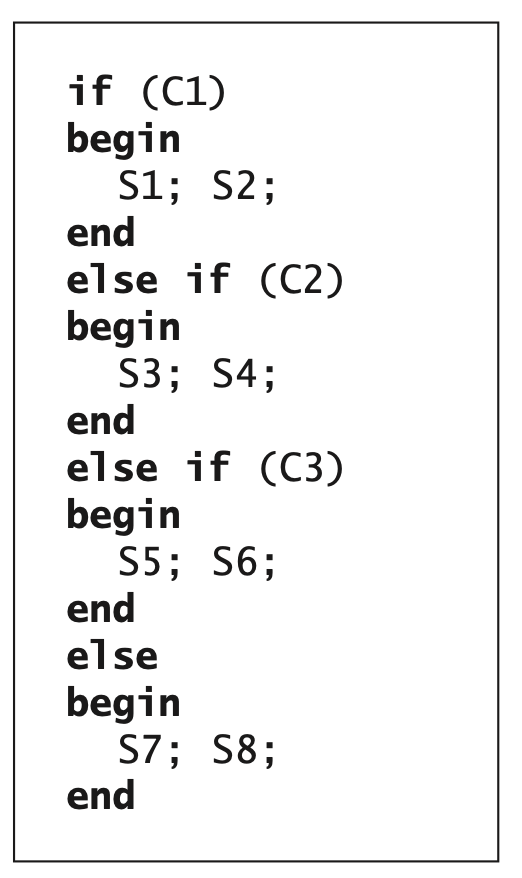 if (C1)
begin
S1; S2;
end
else if (C2)
begin
S3; S4;
end
else if (C3)
begin
S5; S6;
end
else
begin
S7; S8;
end